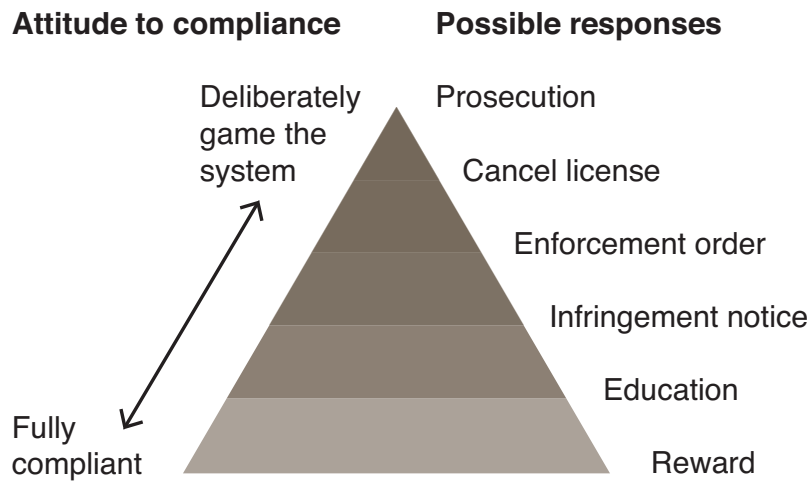 Attitude to compliance
Possible responses
Deliberately
game the
system
Prosecution
Cancel license
Enforcement order
Infringement notice
Education
Fully
compliant
Reward